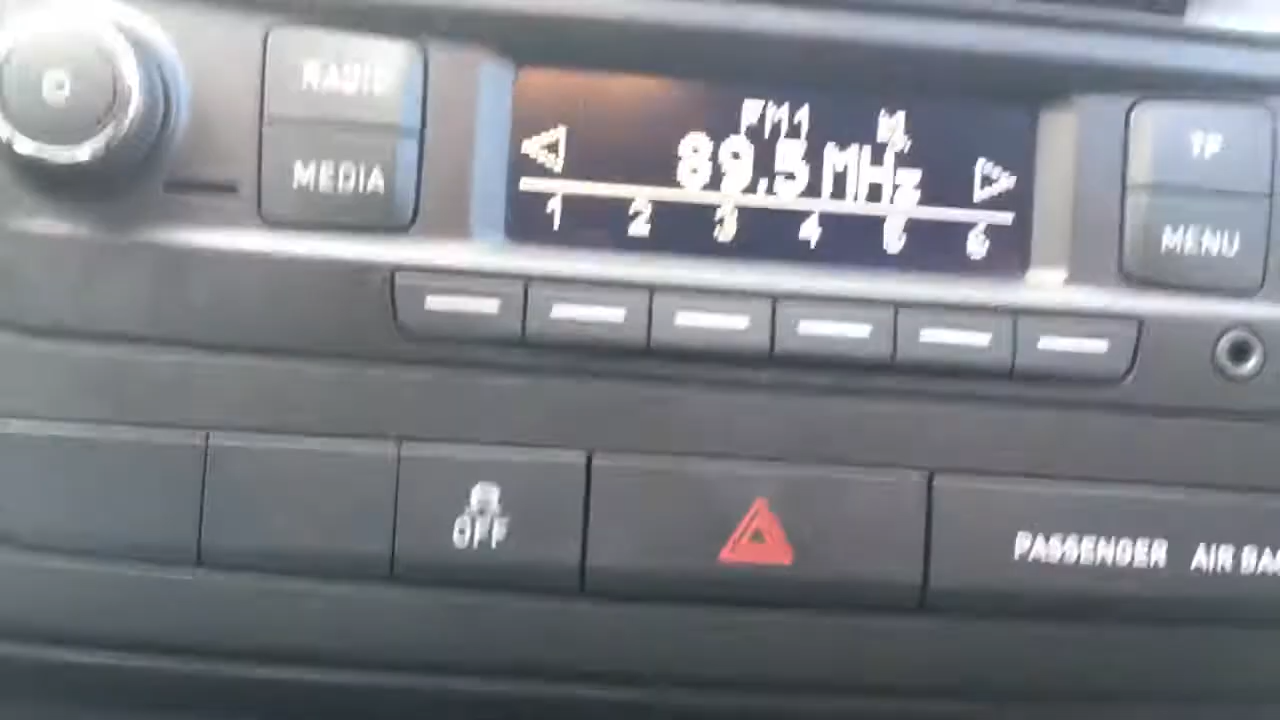 RADIO
MEDIA
FM1
89.5 MHz
1 2 3 4 5 6
TP
MENU
OFF
PASSENGER AIR BAG